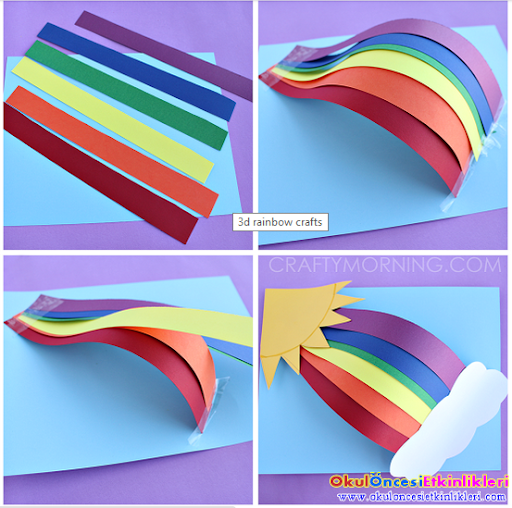 3d rainbow crafts
CRAFTYMORNING.COM
OkulÖncesiEtkinlikleri
www.okuloncesietkinlikleri.com